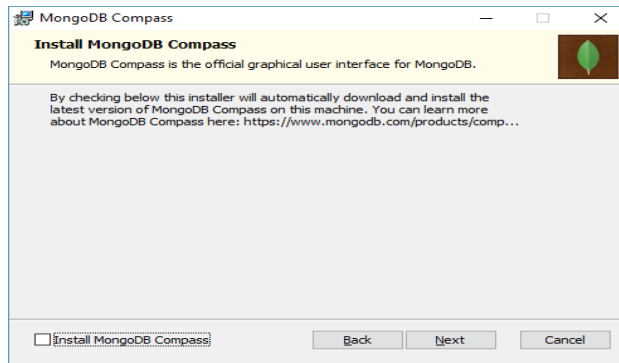 MongoDB Compass
Install MongoDB Compass
MongoDB Compass is the official graphical user interface for MongoDB.
By checking below this installer will automatically download and install the
latest version of MongoDB Compass on this machine. You can learn more
about MongoDB Compass here: https://www.mongodb.com/products/comp...
Install MongoDB Compass
Back
Next
Cancel